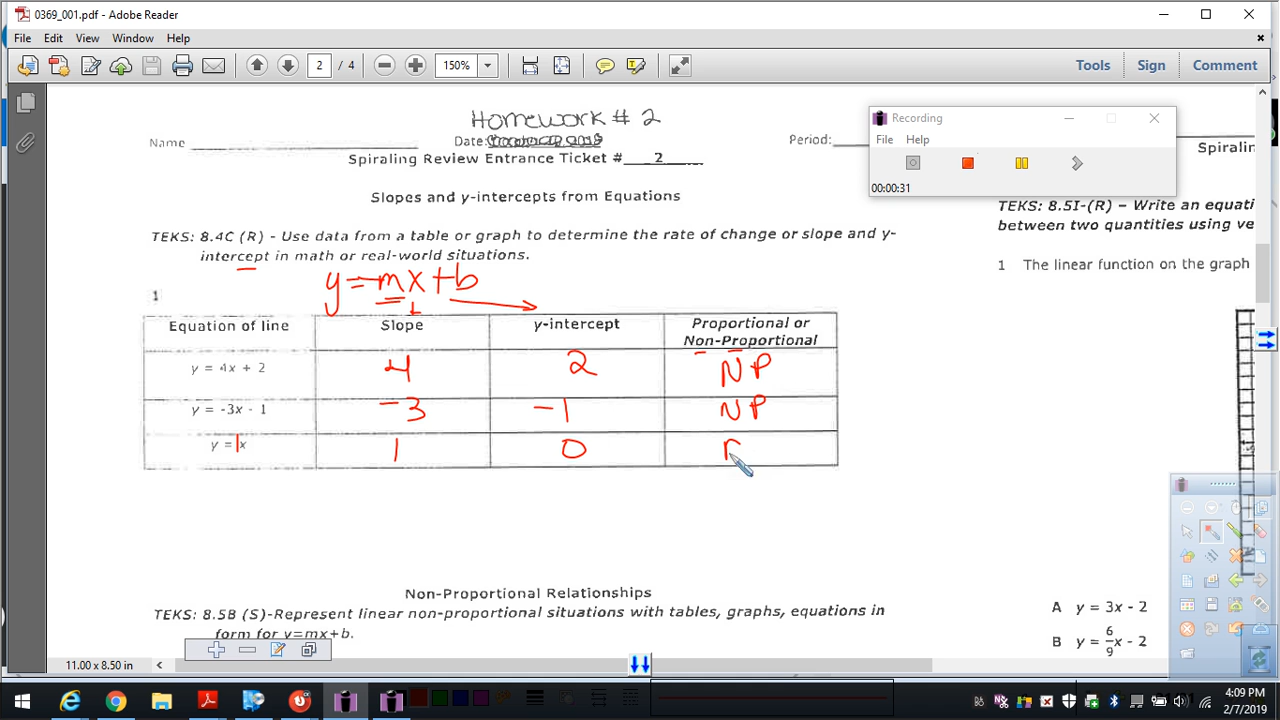 0369_001.pdf - Adobe Reader
File Edit View Window Help
2 / 4 150% Tools Sign Comment
Homework # 2
Name Date: Period:
Spiraling Review Entrance Ticket # 2
Slopes and y-intercepts from Equations
TEKS: 8.4C (R) - Use data from a table or graph to determine the rate of change or slope and y-
intercept in math or real-world situations.
y=mx+b
1
Equation of line Slope y-intercept Proportional or
Non-Proportional
y = 4x + 2 4 2 NP
y = -3x - 1 -3 -1 NP
y = 1x 1 0
Non-Proportional Relationships
TEKS: 8.5B (S)-Represent linear non-proportional situations with tables, graphs, equations in
form for y=mx+b.
Recording
File Help
00:00:31
Spiraling
TEKS: 8.5I-(R) – Write an equati
between two quantities using ve
1 The linear function on the graph
A y = 3x - 2
B y = 6/9 x - 2
11.00 x 8.50 in
4:09 PM
2/7/2019